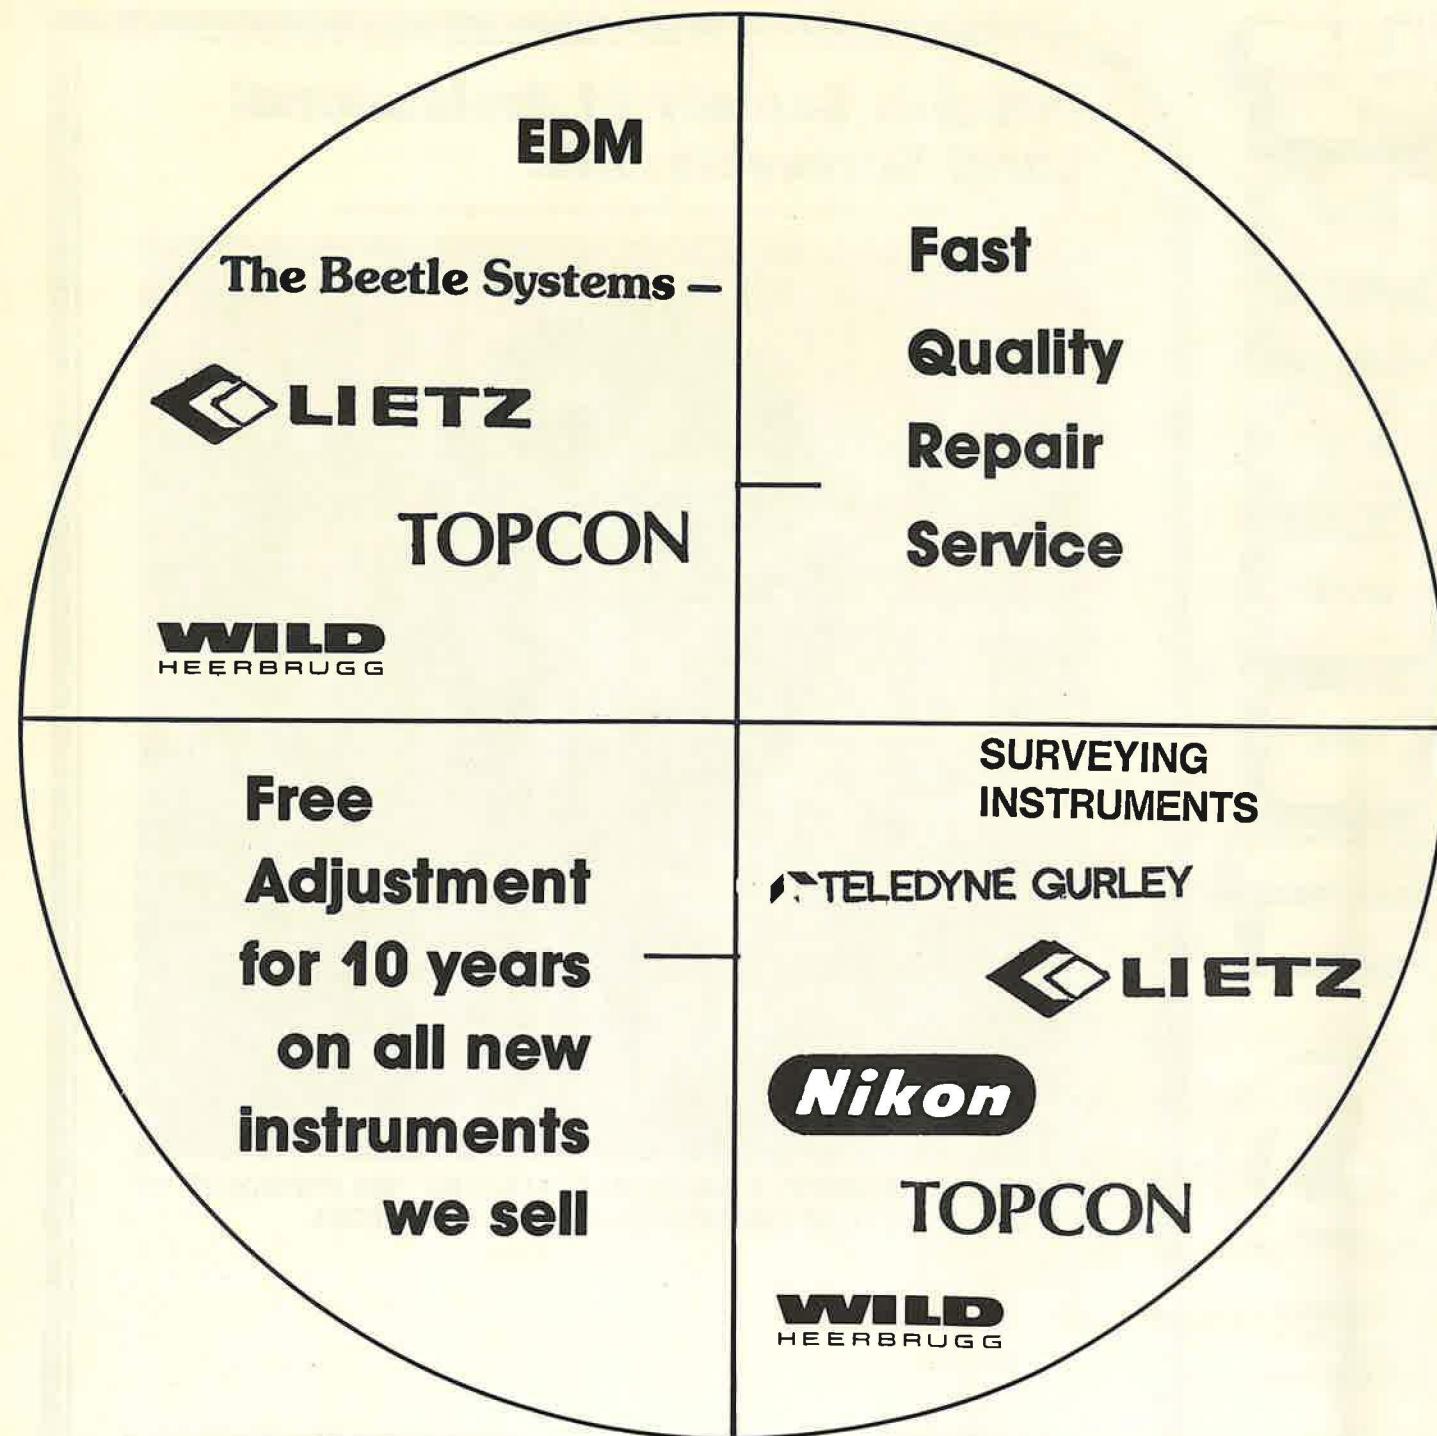 EDM
The Beetle Systems –
LIETZ
TOPCON
WILD
HEERBRUGG
Fast
Quality
Repair
Service
Free
Adjustment
for 10 years
on all new
instruments
we sell
SURVEYING
INSTRUMENTS
TELEDYNE GURLEY
LIETZ
Nikon
TOPCON
WILD
HEERBRUGG